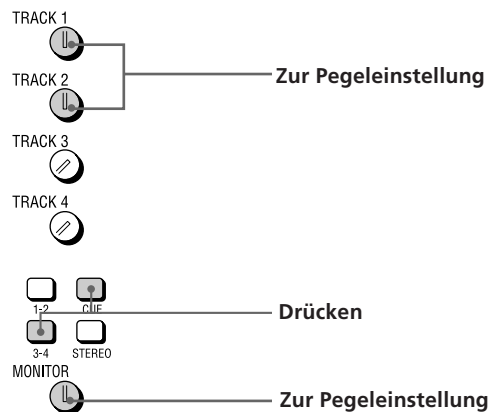 TRACK 1
Zur Pegeleinstellung
TRACK 2
TRACK 3
TRACK 4
1-2 CUE
Drücken
3-4 STEREO
MONITOR
Zur Pegeleinstellung